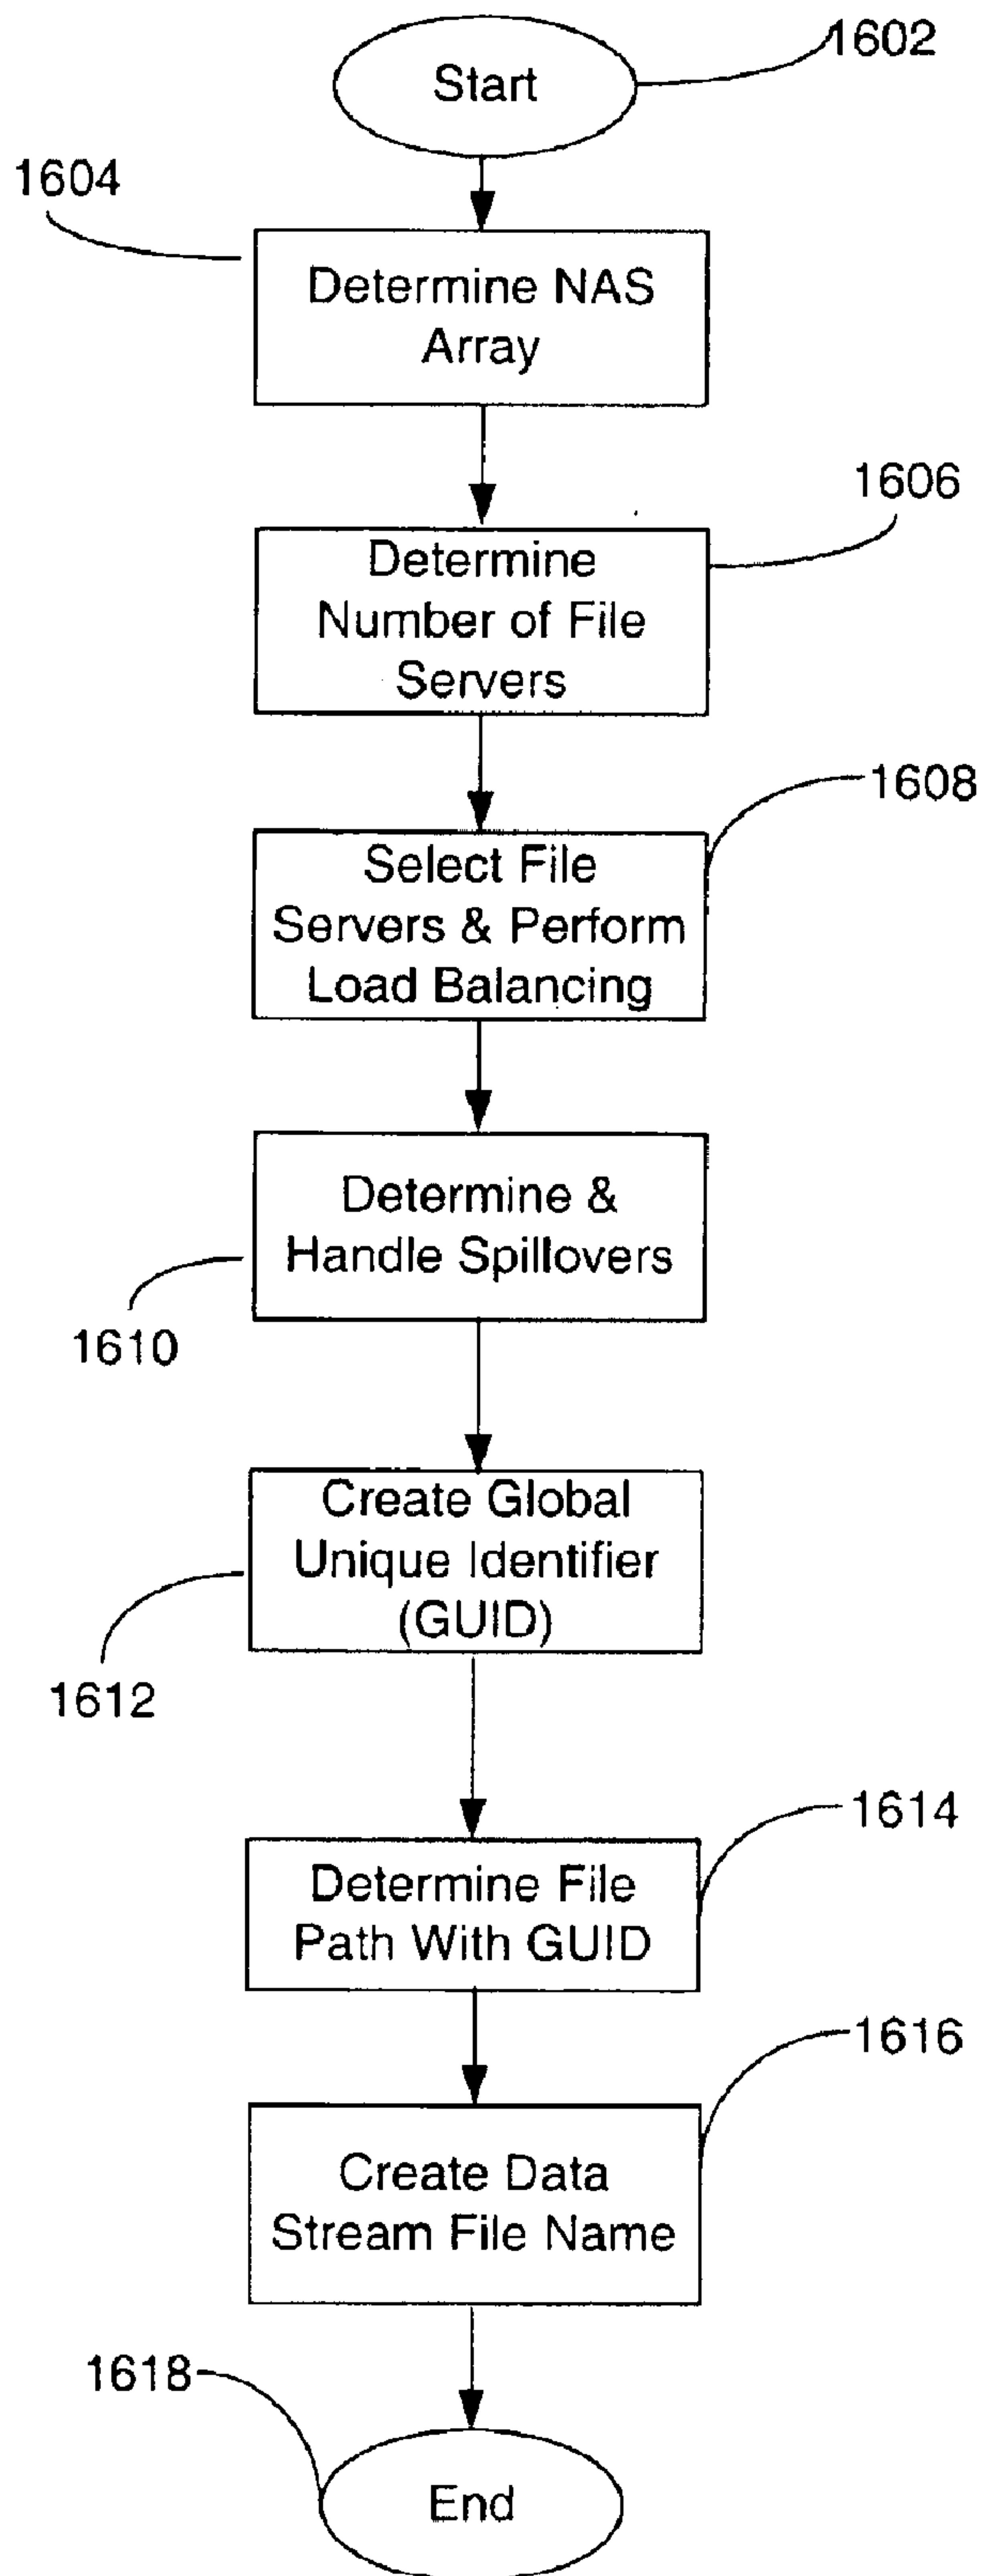 Start
1602
1604
Determine NAS
Array
1606
Determine
Number of File
Servers
1608
Select File
Servers & Perform
Load Balancing
Determine &
Handle Spillovers
1610
Create Global
Unique Identifier
(GUID)
1612
1614
Determine File
Path With GUID
1616
Create Data
Stream File Name
1618
End